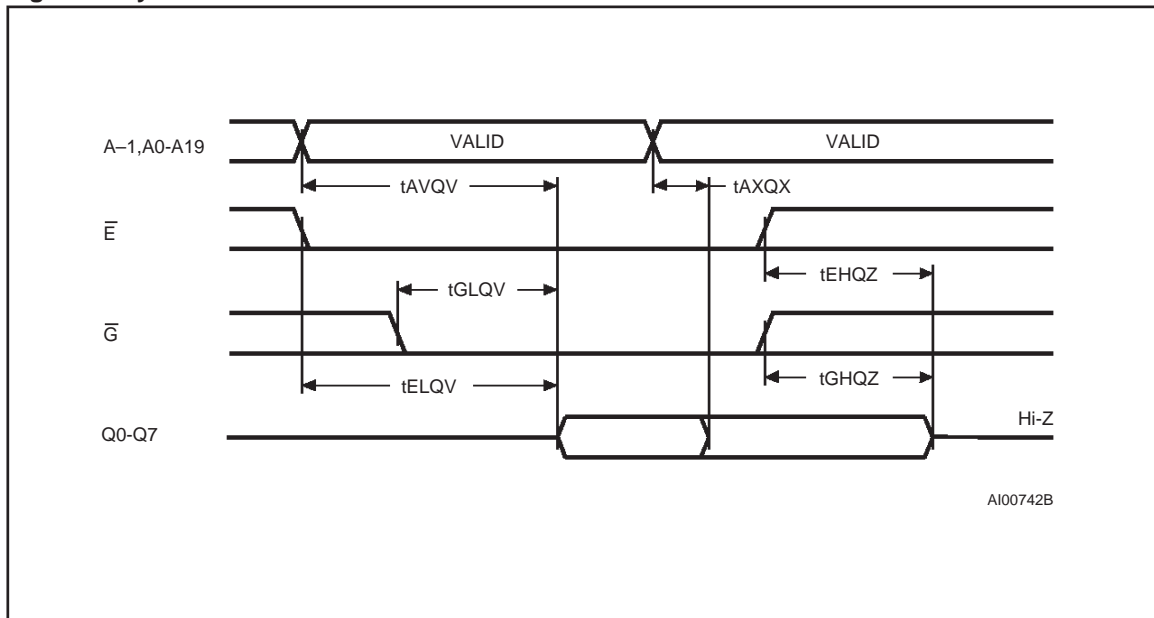 A–1,A0-A19
VALID
VALID
tAVQV
tAXQX
E̅
tEHQZ
tGLQV
G̅
tGHQZ
tELQV
Q0-Q7
Hi-Z
AI00742B